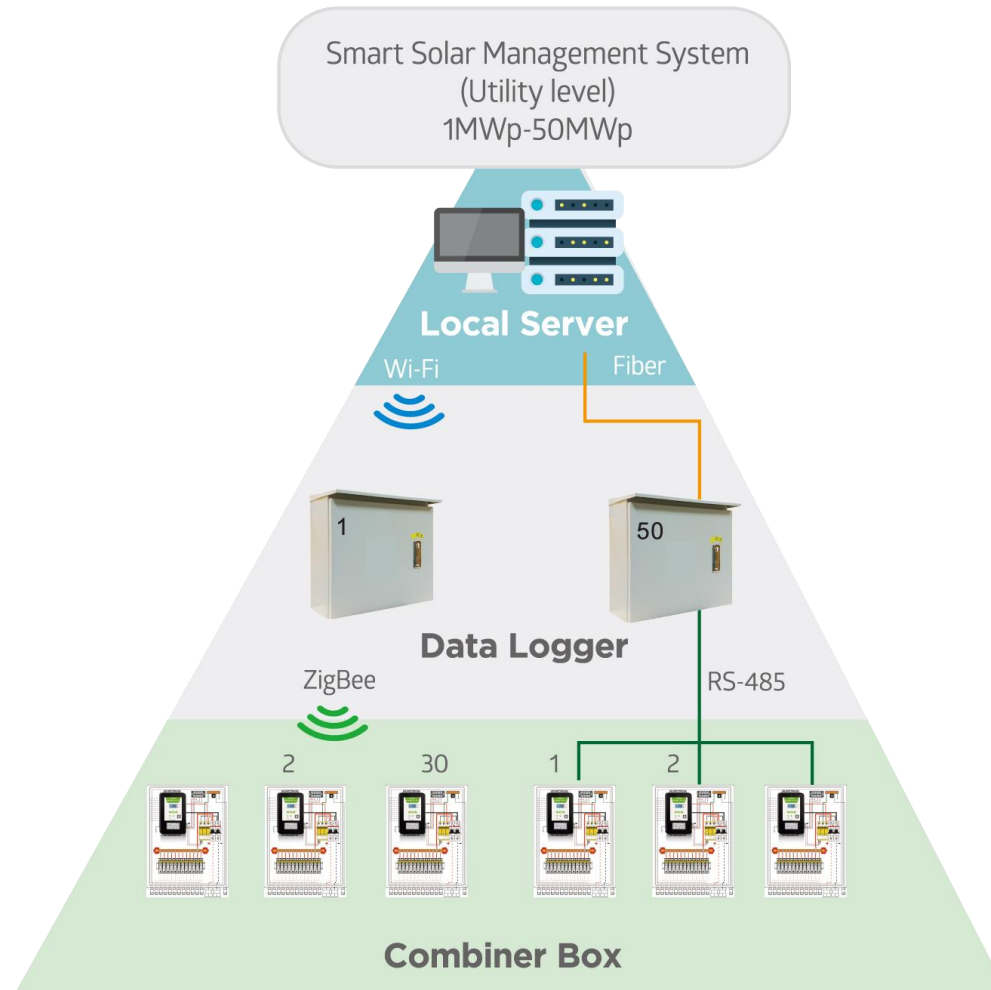 Smart Solar Management System
(Utility level)
1MWp-50MWp
Local Server
Wi-Fi
Fiber
1
50
Data Logger
ZigBee
RS-485
2
30
1
2
Combiner Box